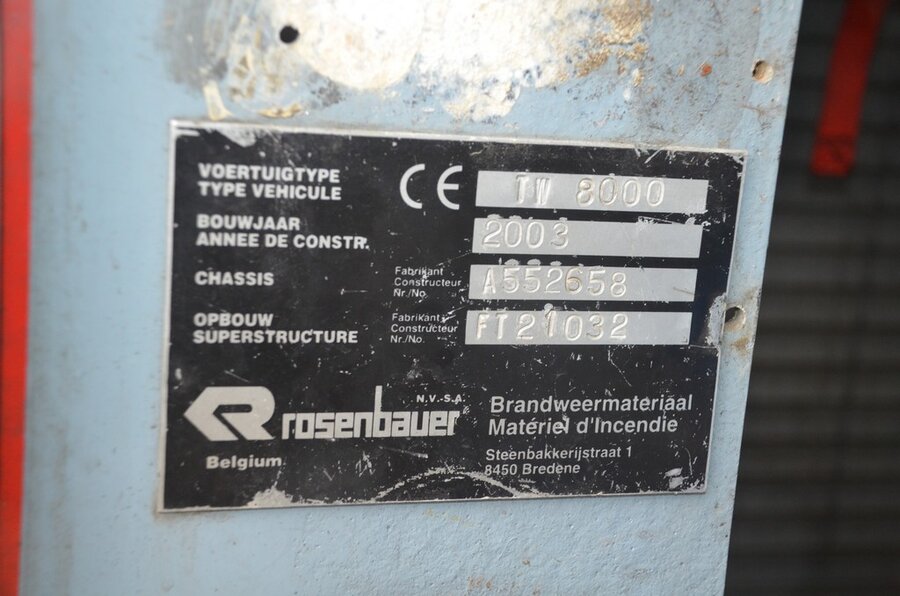 VOERTUIGTYPE
TYPE VEHICULE
CE
TW 8000
BOUWJAAR
ANNEE DE CONSTR.
2003
CHASSIS
Fabrikant
Constructeur
Nr./No.
A552658
OPBOUW
SUPERSTRUCTURE
Fabrikant
Constructeur
Nr./No.
FT21032
R rosenbauer N.V.-S.A.
Belgium
Brandweermateriaal
Matériel d'Incendie
Steenbakkerijstraat 1
8450 Bredene